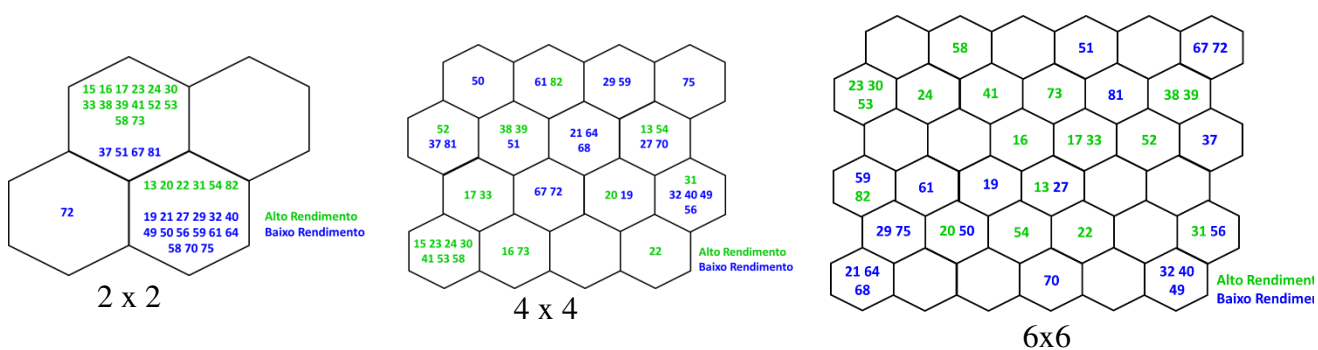 15 16 17 23 24 30
33 38 39 41 52 53
58 73
37 51 67 81
72
13 20 22 31 54 82
19 21 27 29 32 40
49 50 56 59 61 64
58 70 75
Alto Rendimento
Baixo Rendimento
2 x 2
50
61 82
29 59
75
52
37 81
38 39
51
21 64
68
13 54
27 70
17 33
67 72
20 19
31
32 40 49
56
15 23 24 30
41 53 58
16 73
22
Alto Rendimento
Baixo Rendimento
4 x 4
58
51
67 72
23 30
53
24
41
73
81
38 39
16
17 33
52
37
59
82
61
19
13 27
29 75
20 50
54
22
31 56
21 64
68
70
32 40
49
Alto Rendiment
Baixo Rendimer
6x6